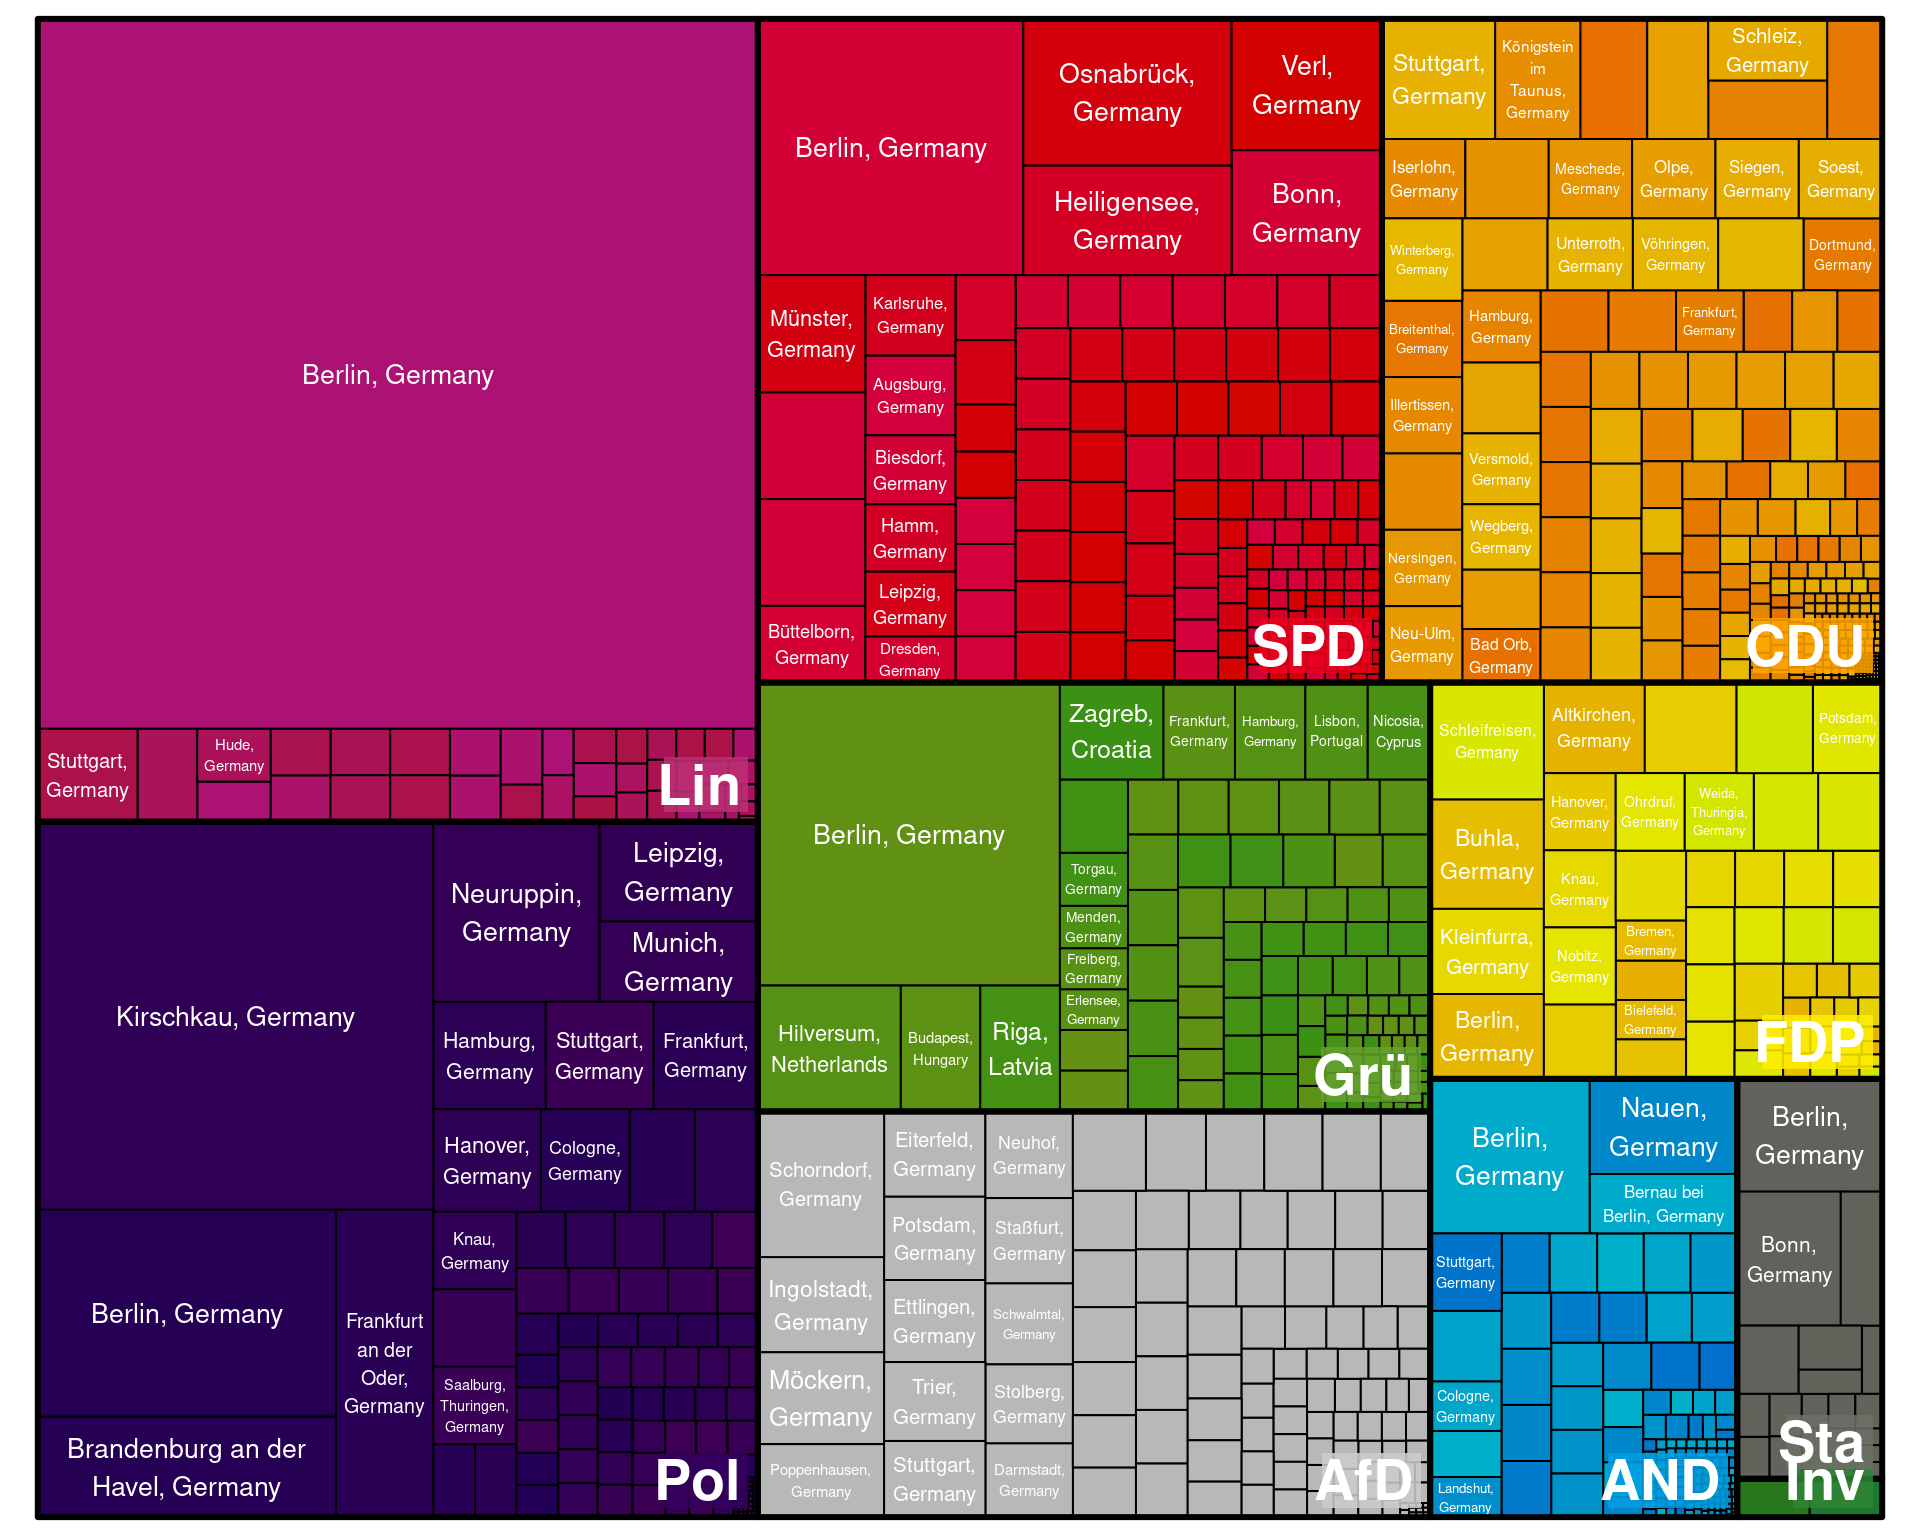 Berlin, Germany
Stuttgart,
Germany
Hude,
Germany
Lin
Kirschkau, Germany
Neuruppin,
Germany
Leipzig,
Germany
Munich,
Germany
Hamburg,
Germany
Stuttgart,
Germany
Frankfurt,
Germany
Hanover,
Germany
Cologne,
Germany
Berlin, Germany
Brandenburg an der
Havel, Germany
Frankfurt
an der
Oder,
Germany
Knau,
Germany
Saalburg,
Thuringen,
Germany
Pol
Berlin, Germany
Osnabrück,
Germany
Verl,
Germany
Heiligensee,
Germany
Bonn,
Germany
Münster,
Germany
Büttelborn,
Germany
Karlsruhe,
Germany
Augsburg,
Germany
Biesdorf,
Germany
Hamm,
Germany
Leipzig,
Germany
Dresden,
Germany
SPD
Stuttgart,
Germany
Königstein
im
Taunus,
Germany
Schleiz,
Germany
Iserlohn,
Germany
Meschede,
Germany
Olpe,
Germany
Siegen,
Germany
Soest,
Germany
Winterberg,
Germany
Unterroth,
Germany
Vöhringen,
Germany
Dortmund,
Germany
Breitenthal,
Germany
Hamburg,
Germany
Frankfurt,
Germany
Illertissen,
Germany
Versmold,
Germany
Wegberg,
Germany
Nersingen,
Germany
Neu-Ulm,
Germany
Bad Orb,
Germany
CDU
Berlin, Germany
Hilversum,
Netherlands
Budapest,
Hungary
Riga,
Latvia
Zagreb,
Croatia
Frankfurt,
Germany
Hamburg,
Germany
Lisbon,
Portugal
Nicosia,
Cyprus
Torgau,
Germany
Menden,
Germany
Freiberg,
Germany
Erlensee,
Germany
Grü
Schleifreisen,
Germany
Altkirchen,
Germany
Potsdam,
Germany
Buhla,
Germany
Hanover,
Germany
Ohrdruf,
Germany
Weida,
Thuringia,
Germany
Knau,
Germany
Kleinfurra,
Germany
Nobitz,
Germany
Bremen,
Germany
Berlin,
Germany
Bielefeld,
Germany
FDP
Schorndorf,
Germany
Eiterfeld,
Germany
Neuhof,
Germany
Potsdam,
Germany
Staßfurt,
Germany
Ingolstadt,
Germany
Ettlingen,
Germany
Schwalmtal,
Germany
Möckern,
Germany
Trier,
Germany
Stolberg,
Germany
Poppenhausen,
Germany
Stuttgart,
Germany
Darmstadt,
Germany
AfD
Berlin,
Germany
Nauen,
Germany
Bernau bei
Berlin, Germany
Stuttgart,
Germany
Cologne,
Germany
Landshut,
Germany
AND
Berlin,
Germany
Bonn,
Germany
Sta
Inv